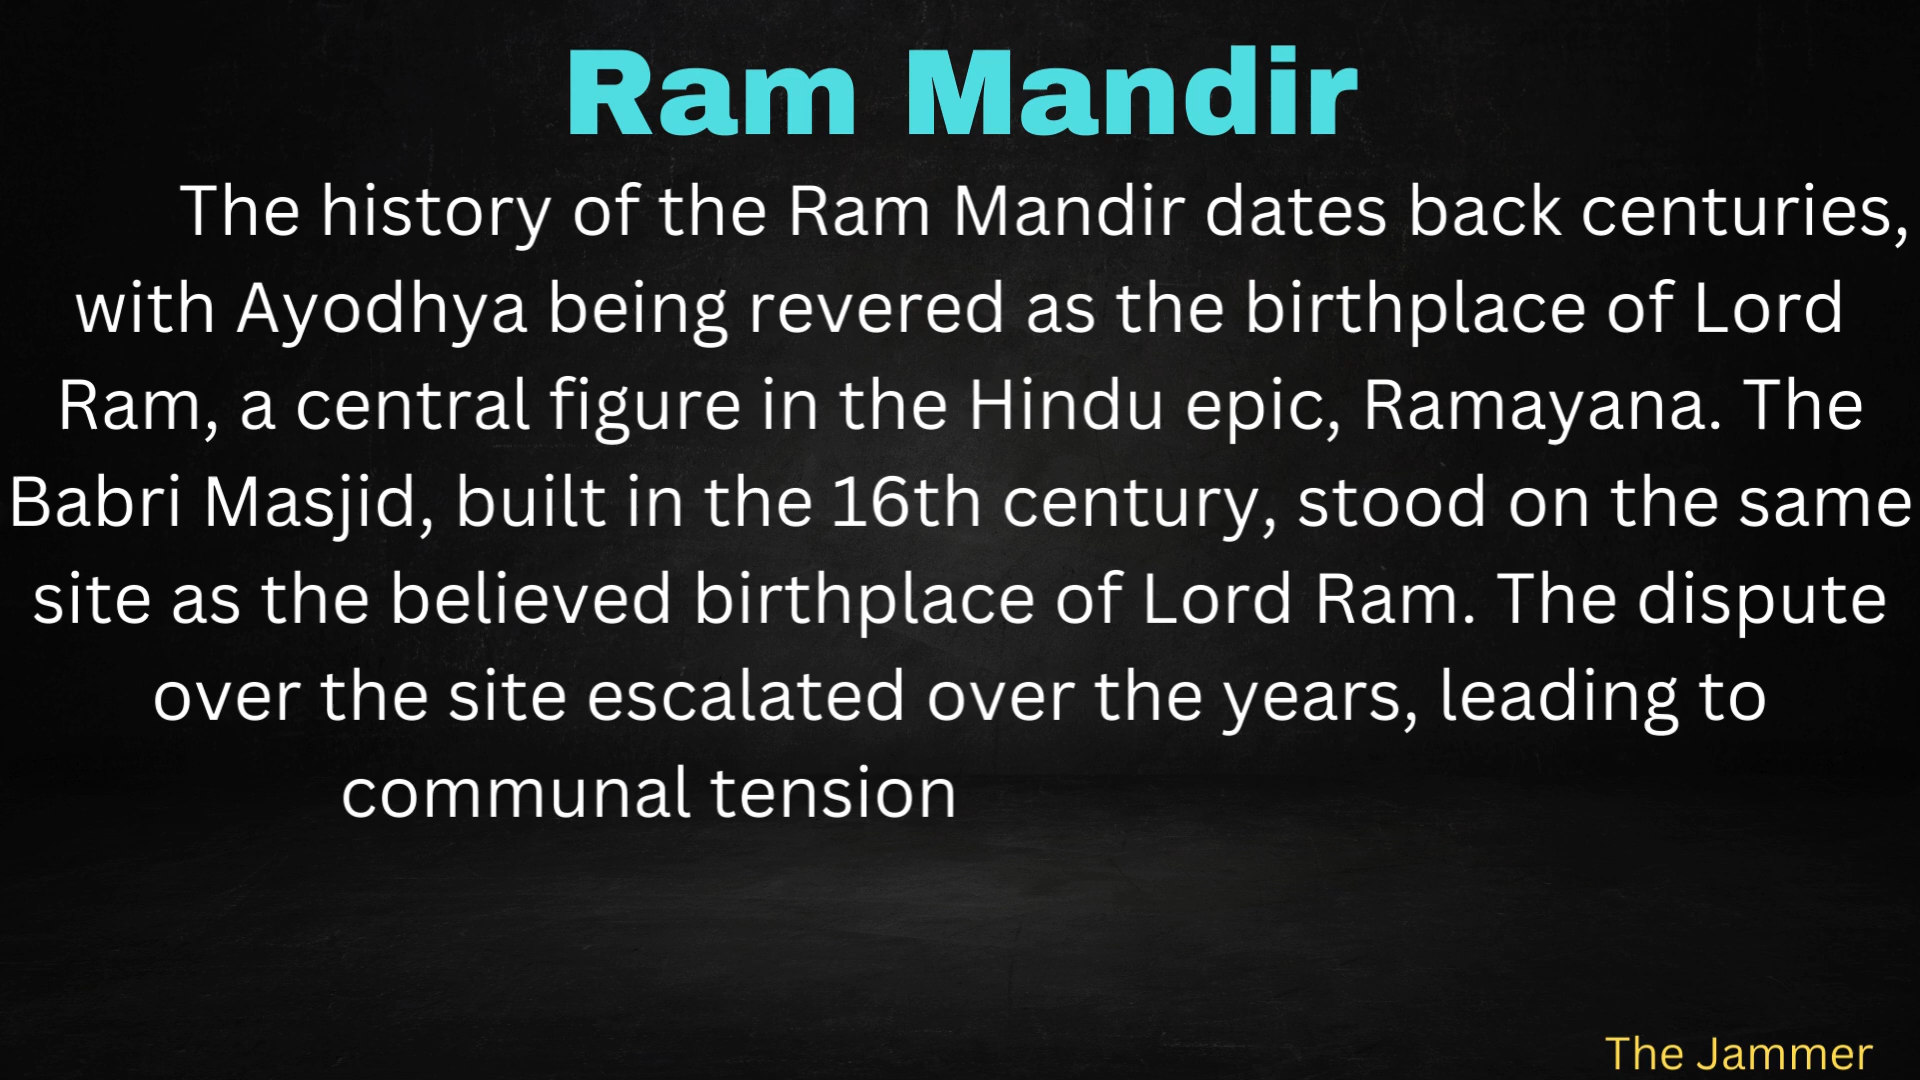 Ram Mandir
The history of the Ram Mandir dates back centuries,
with Ayodhya being revered as the birthplace of Lord
Ram, a central figure in the Hindu epic, Ramayana. The
Babri Masjid, built in the 16th century, stood on the same
site as the believed birthplace of Lord Ram. The dispute
over the site escalated over the years, leading to
communal tension
The Jammer